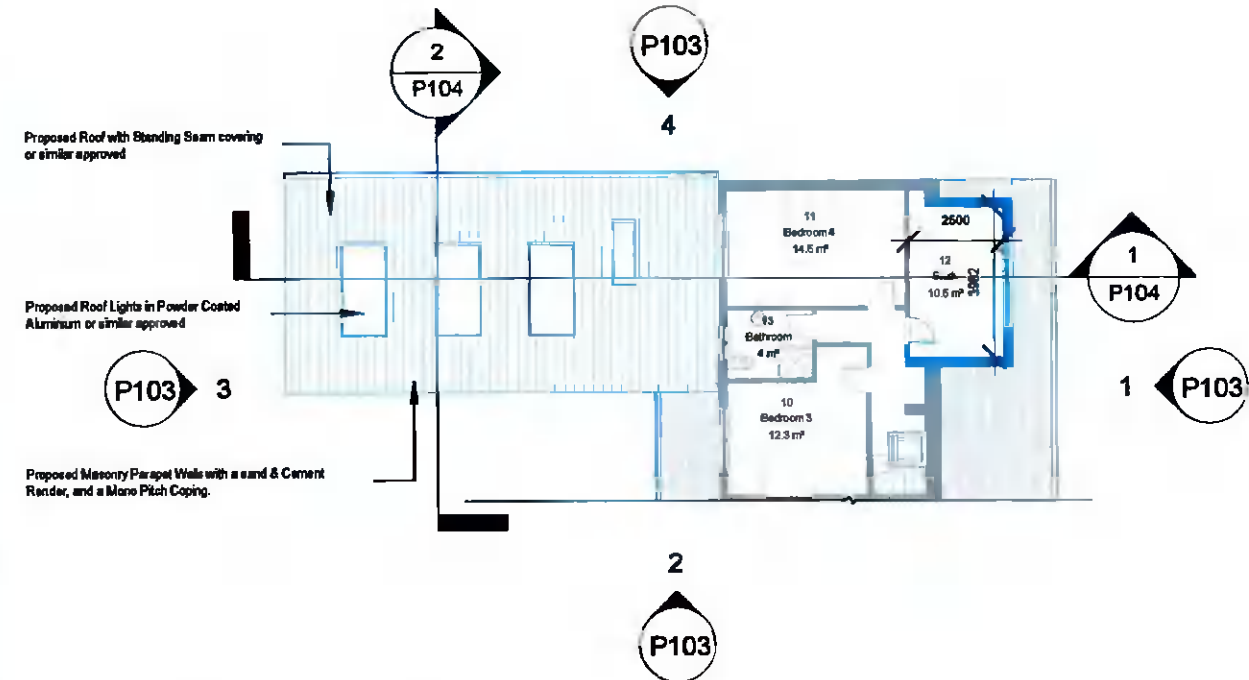 P103
4
2
P104
Proposed Roof with Standing Seam covering
or similar approved
11
Bedroom 4
14.5 m²
2500
12
10.5 m²
3982
1
P104
Proposed Roof Lights in Powder Coated
Aluminum or similar approved
13
Bathroom
4 m²
P103
3
1
P103
10
Bedroom 3
12.3 m²
Proposed Masonry Parapet Walls with a sand & Cement
Render, and a Mono Pitch Coping.
2
P103